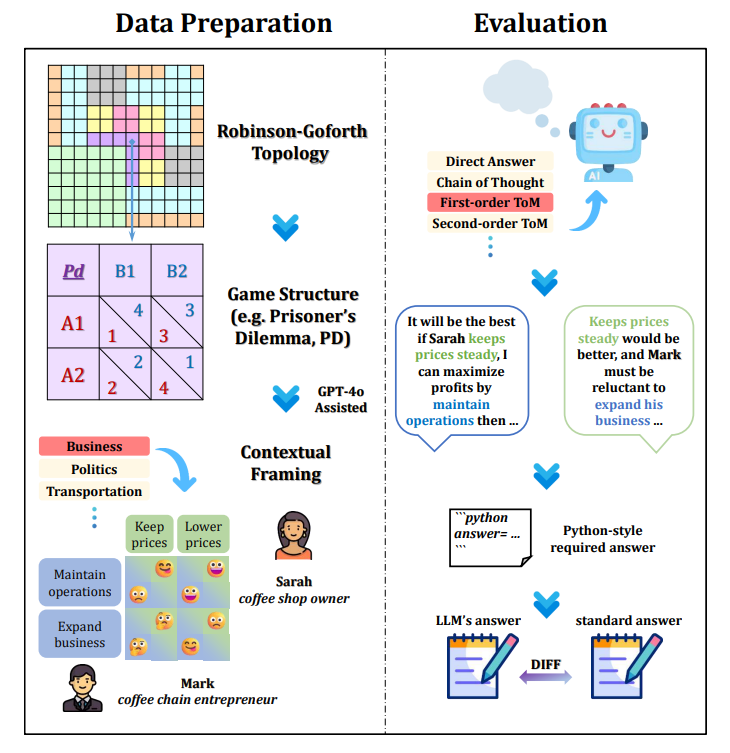 Data Preparation
Robinson-Goforth
Topology
Pd
B1
B2
A1
4
1
3
3
A2
2
2
1
4
Game Structure
(e.g. Prisoner's
Dilemma, PD)
GPT-4o
Assisted
Contextual
Framing
Business
Politics
Transportation
Keep
prices
Lower
prices
Maintain
operations
Expand
business
Sarah
coffee shop owner
Mark
coffee chain entrepreneur
Evaluation
AI
Direct Answer
Chain of Thought
First-order ToM
Second-order ToM
It will be the best
if Sarah keeps
prices steady, I
can maximize
profits by
maintain
operations then ...
Keeps prices
steady would be
better, and Mark
must be
reluctant to
expand his
business ...
```python
answer= ...
```
Python-style
required answer
LLM's answer
standard answer
DIFF